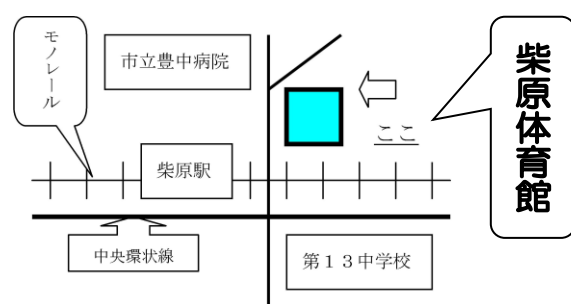 モノレール
市立豊中病院
柴原体育館
ここ
柴原駅
中央環状線
第１３中学校